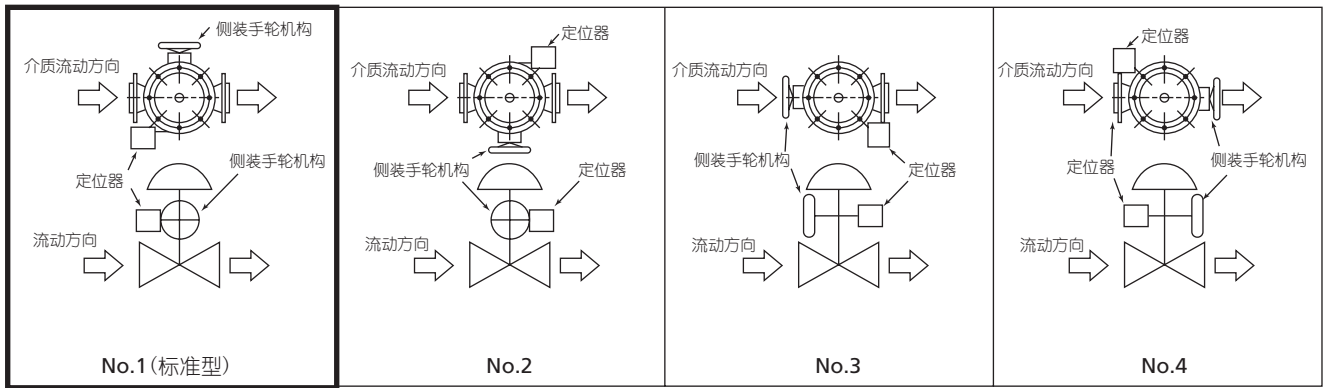 侧装手轮机构
介质流动方向
侧装手轮机构
定位器
流动方向
No.1(标准型)
定位器
介质流动方向
侧装手轮机构
定位器
流动方向
No.2
介质流动方向
侧装手轮机构
定位器
流动方向
No.3
定位器
介质流动方向
定位器
侧装手轮机构
流动方向
No.4